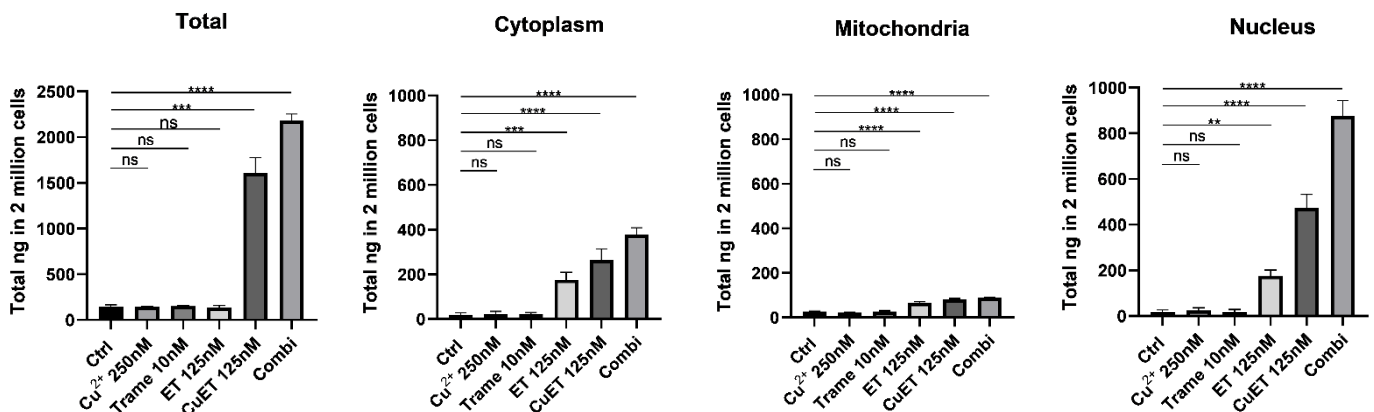 Total
Total ng in 2 million cells
2500
2000
1500
1000
500
0
****
***
ns
ns
ns
Ctrl
Cu²⁺ 250nM
Trame 10nM
ET 125nM
CuET 125nM
Combi
Cytoplasm
Total ng in 2 million cells
1000
800
600
400
200
0
****
****
***
ns
ns
Ctrl
Cu²⁺ 250nM
Trame 10nM
ET 125nM
CuET 125nM
Combi
Mitochondria
Total ng in 2 million cells
1000
800
600
400
200
0
****
****
****
ns
ns
Ctrl
Cu²⁺ 250nM
Trame 10nM
ET 125nM
CuET 125nM
Combi
Nucleus
Total ng in 2 million cells
1000
800
600
400
200
0
****
****
**
ns
ns
Ctrl
Cu²⁺ 250nM
Trame 10nM
ET 125nM
CuET 125nM
Combi